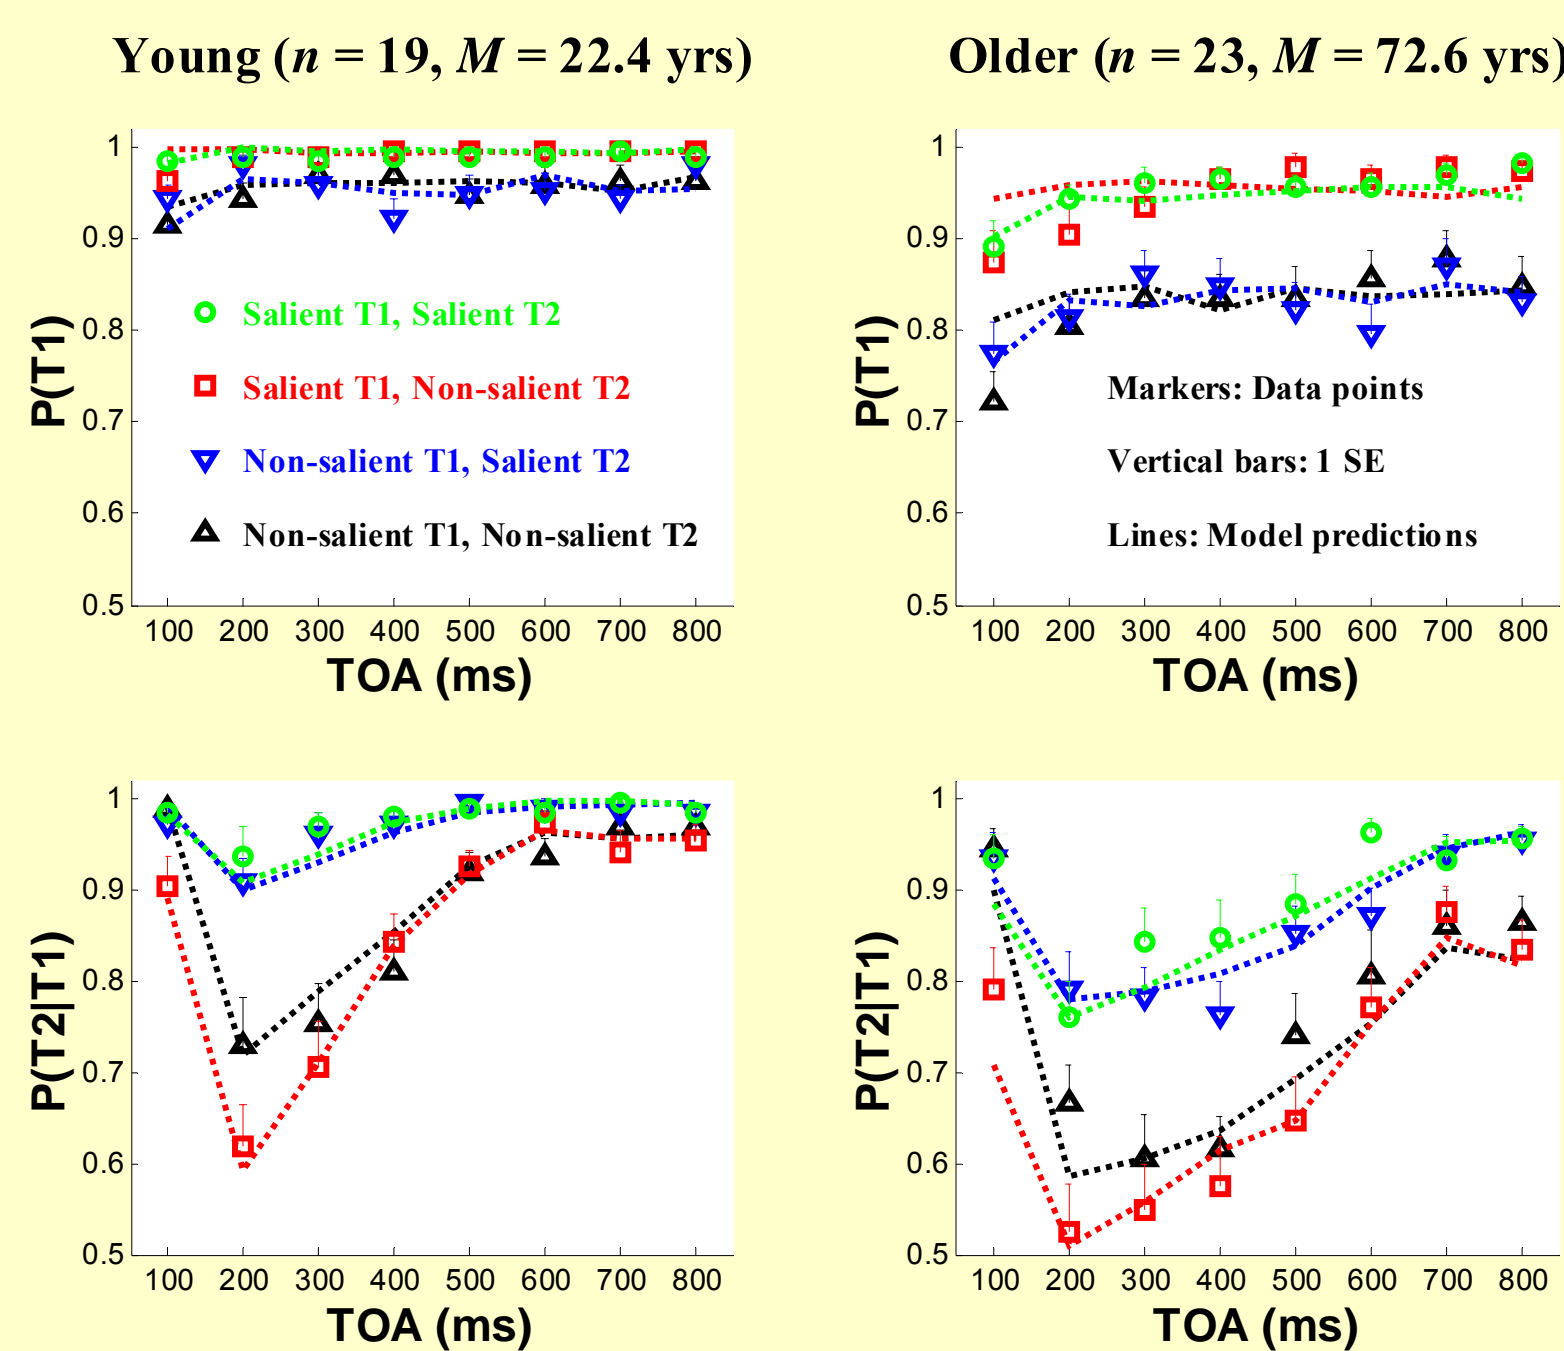 Young (n = 19, M = 22.4 yrs)
Older (n = 23, M = 72.6 yrs)
P(T1)
1
0.9
0.8
0.7
0.6
0.5
Salient T1, Salient T2
Salient T1, Non-salient T2
Non-salient T1, Salient T2
Non-salient T1, Non-salient T2
100 200 300 400 500 600 700 800
TOA (ms)
P(T1)
1
0.9
0.8
0.7
0.6
0.5
Markers: Data points
Vertical bars: 1 SE
Lines: Model predictions
100 200 300 400 500 600 700 800
TOA (ms)
P(T2|T1)
1
0.9
0.8
0.7
0.6
0.5
100 200 300 400 500 600 700 800
TOA (ms)
P(T2|T1)
1
0.9
0.8
0.7
0.6
0.5
100 200 300 400 500 600 700 800
TOA (ms)